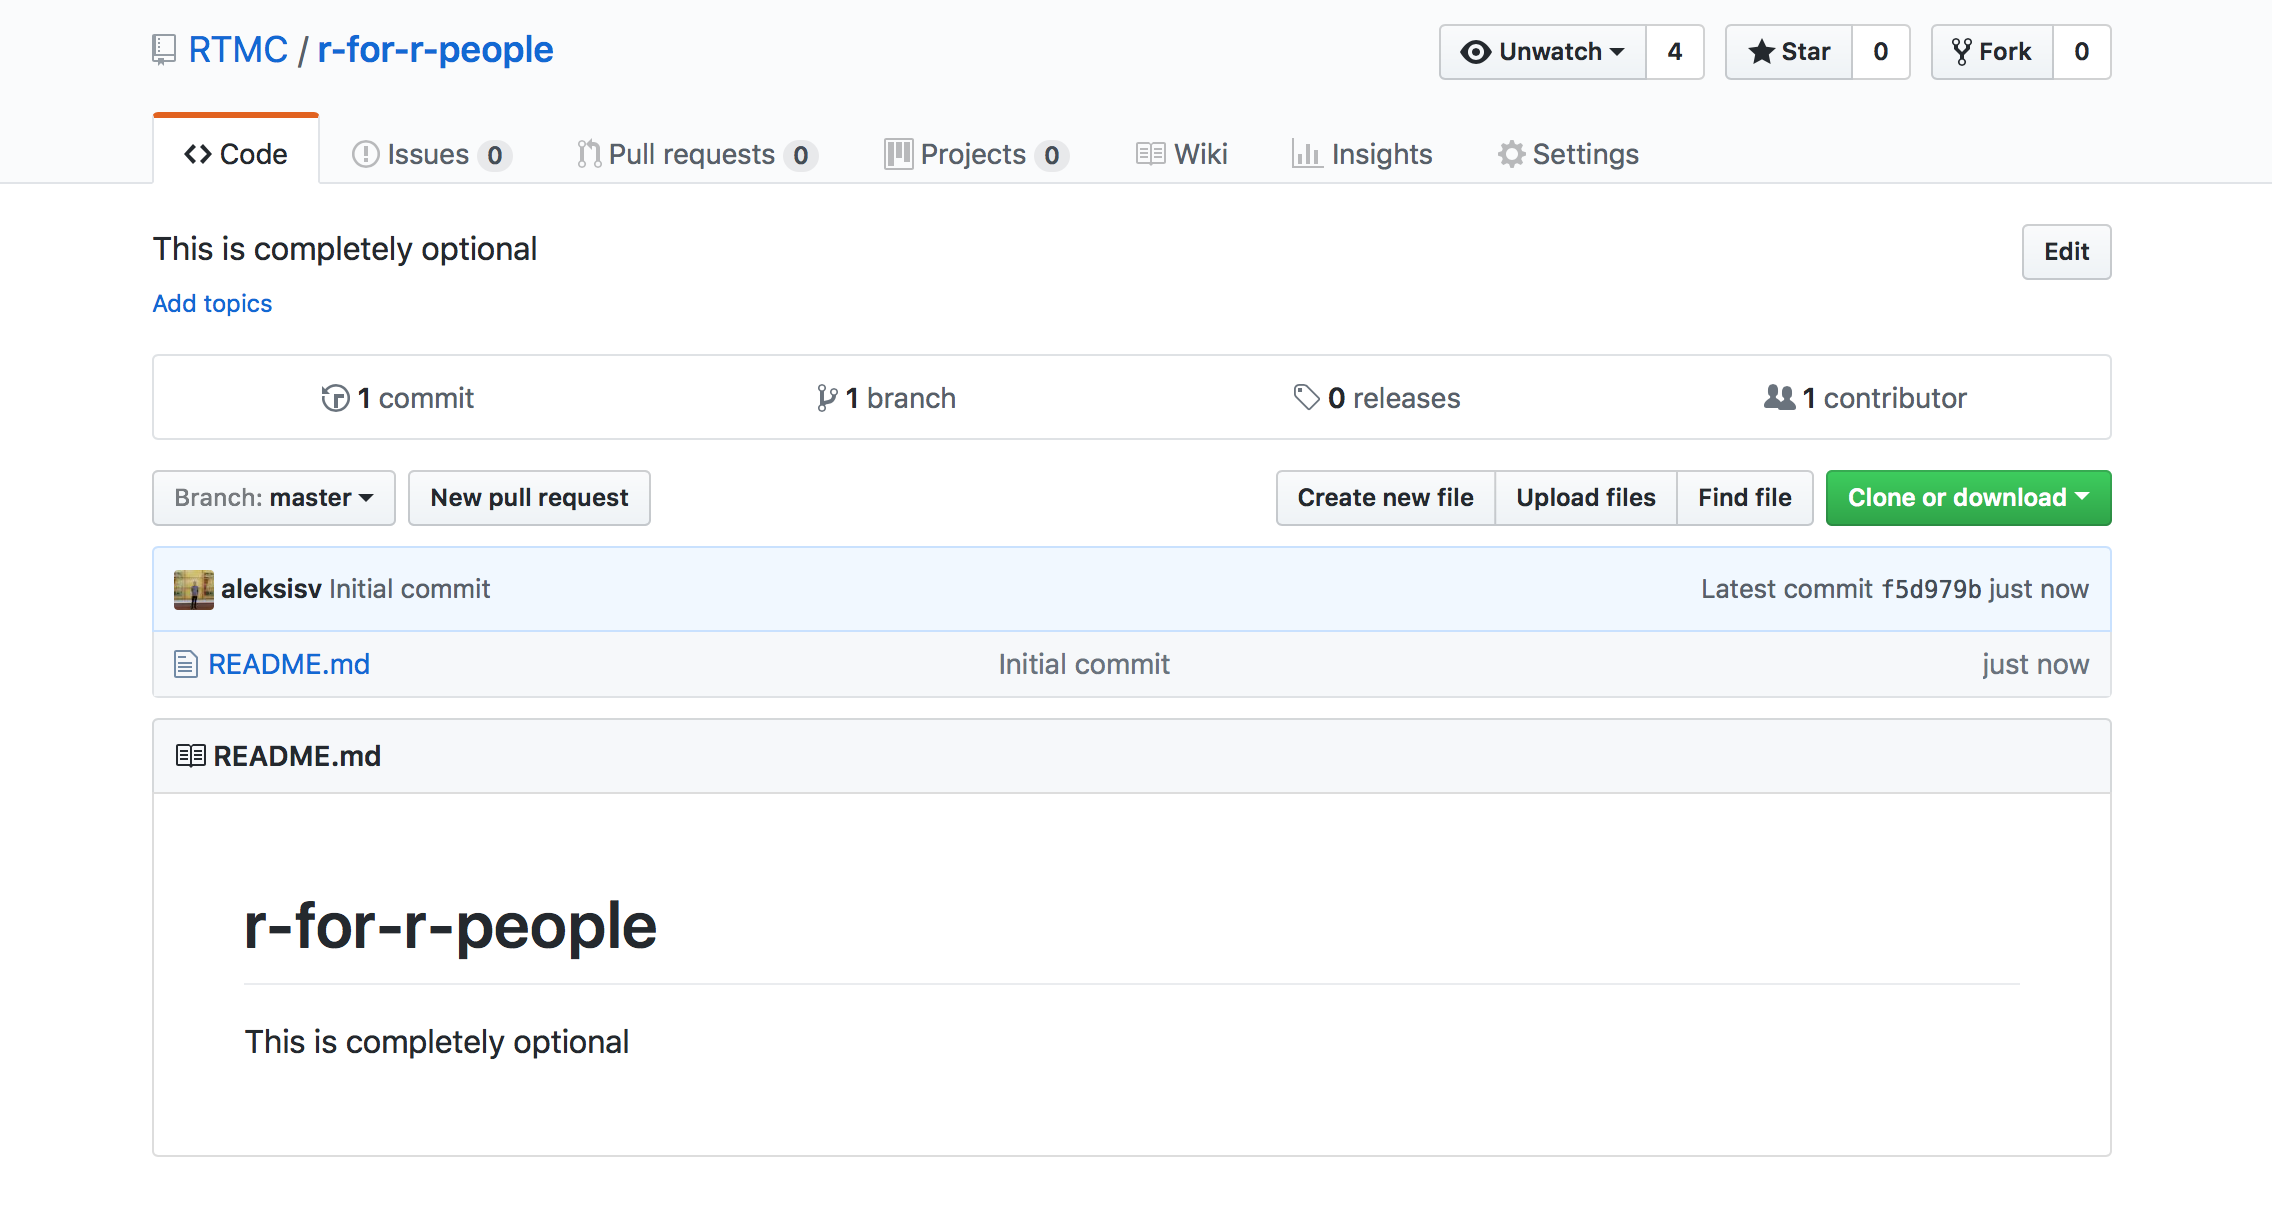 RTMC / r-for-r-people
Unwatch 4 Star 0 Fork 0
Code Issues 0 Pull requests 0 Projects 0 Wiki Insights Settings
This is completely optional
Edit
Add topics
1 commit 1 branch 0 releases 1 contributor
Branch: master New pull request Create new file Upload files Find file Clone or download
aleksisv Initial commit Latest commit f5d979b just now
README.md Initial commit just now
README.md
r-for-r-people
This is completely optional